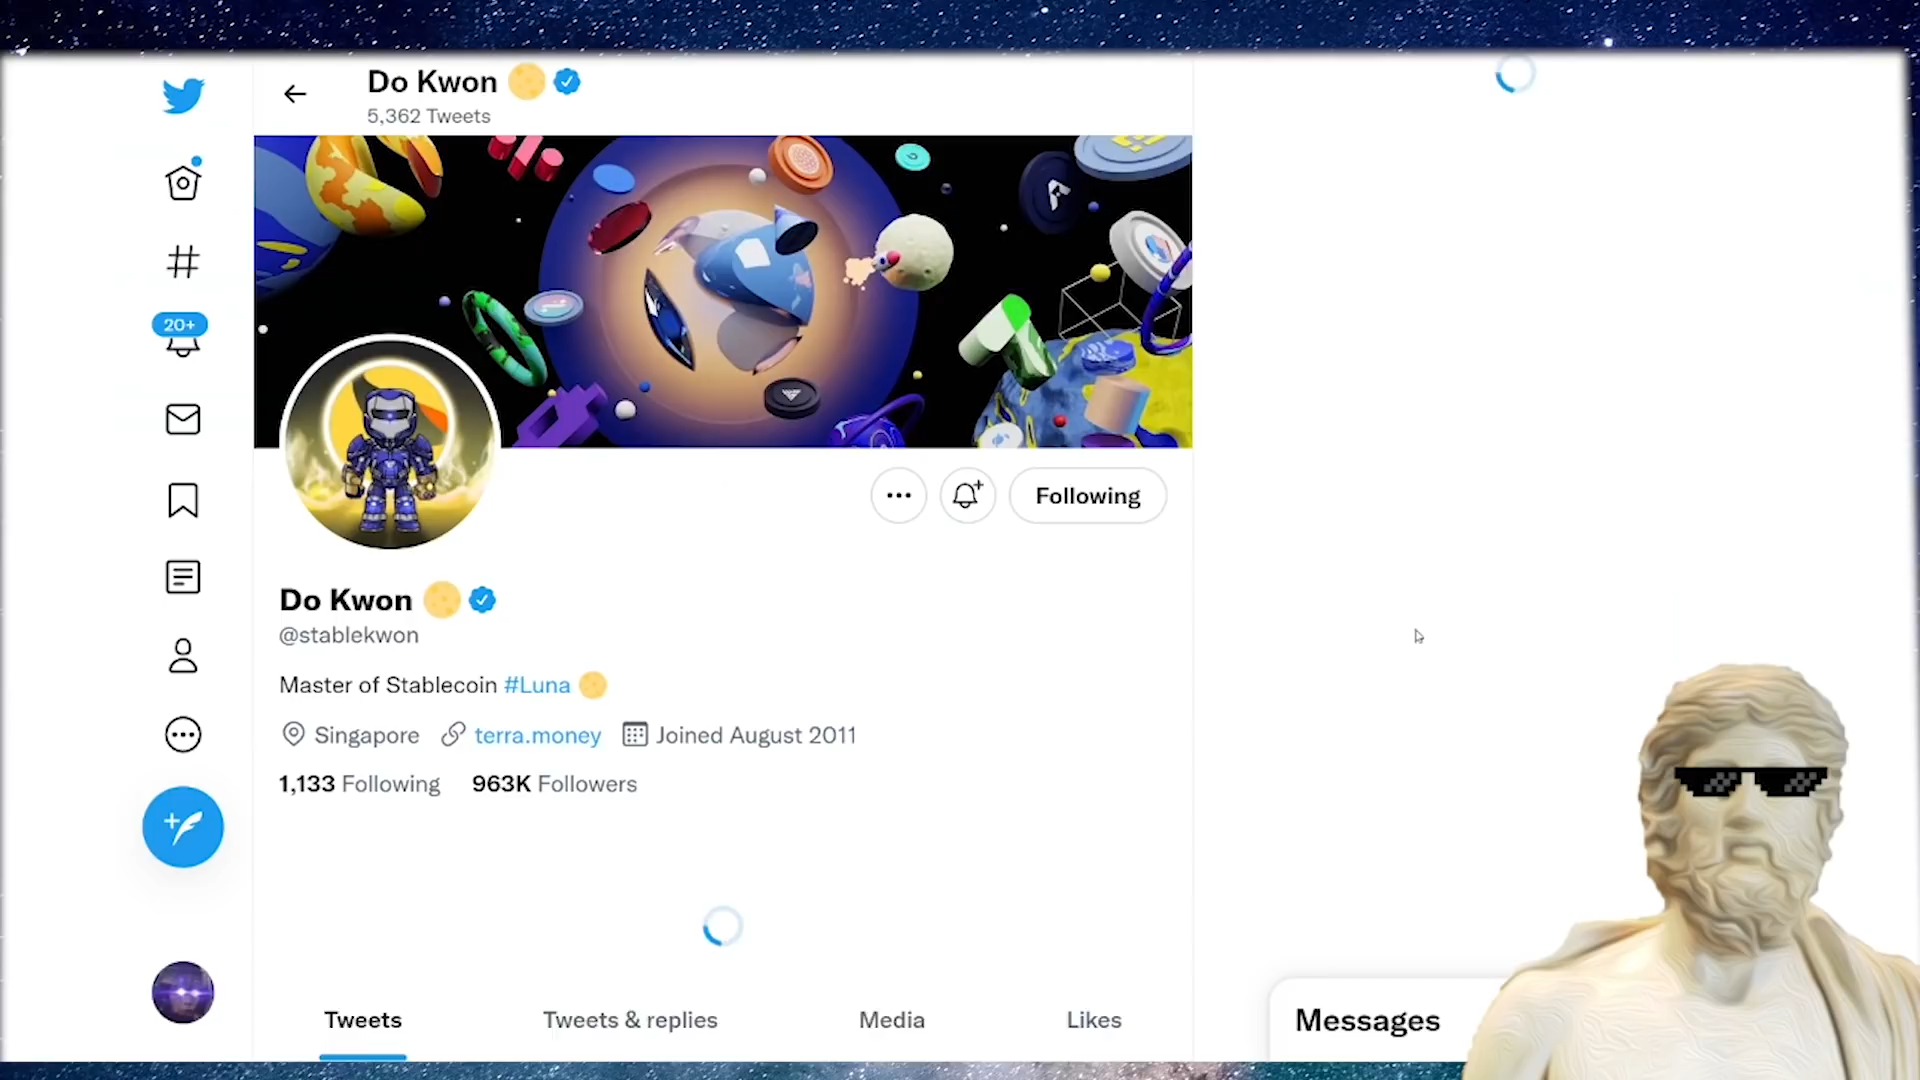 Do Kwon
5,362 Tweets
20+
Following
Do Kwon
@stablekwon
Master of Stablecoin #Luna
Singapore terra.money Joined August 2011
1,133 Following 963K Followers
Tweets Tweets & replies Media Likes
Messages